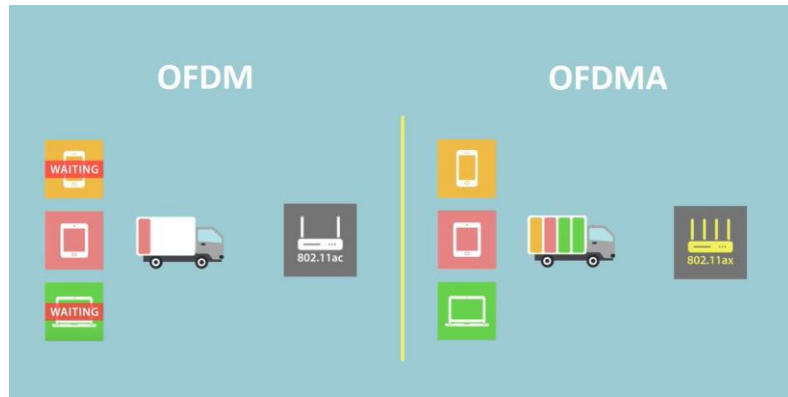 OFDM
WAITING
WAITING
802.11ac
OFDMA
802.11ax